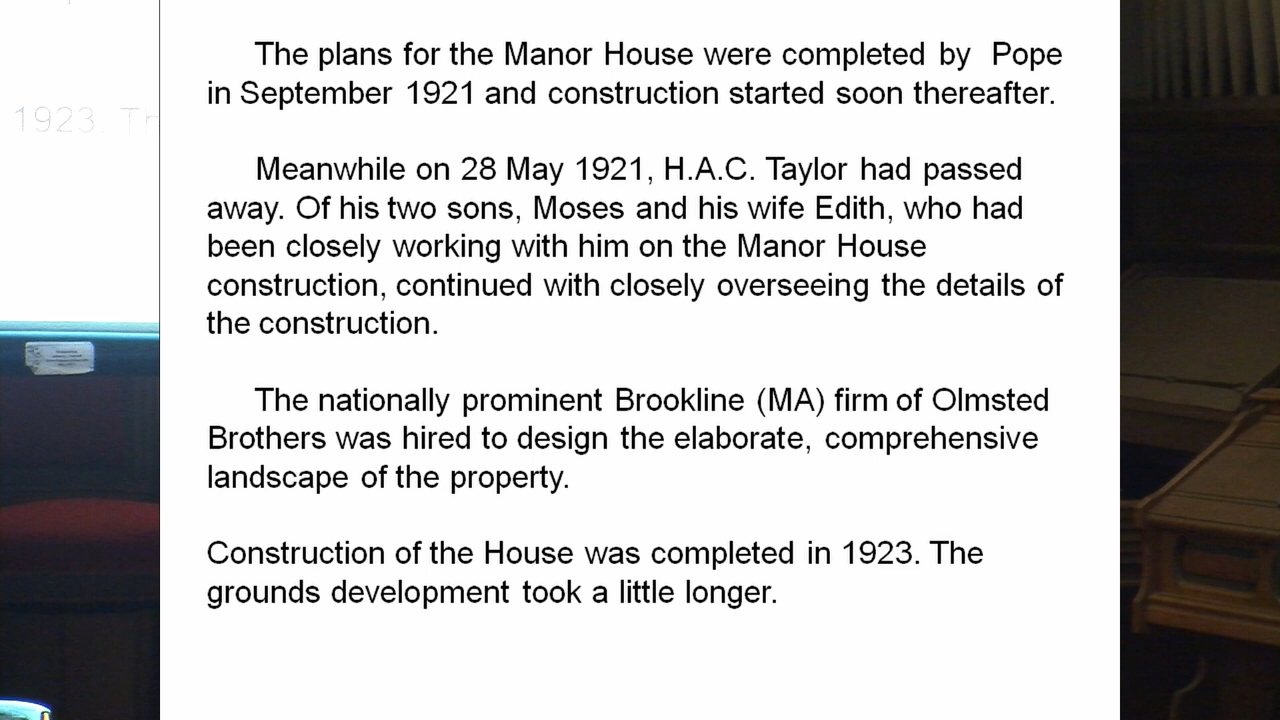 The plans for the Manor House were completed by Pope
in September 1921 and construction started soon thereafter.
Meanwhile on 28 May 1921, H.A.C. Taylor had passed
away. Of his two sons, Moses and his wife Edith, who had
been closely working with him on the Manor House
construction, continued with closely overseeing the details of
the construction.
The nationally prominent Brookline (MA) firm of Olmsted
Brothers was hired to design the elaborate, comprehensive
landscape of the property.
Construction of the House was completed in 1923. The
grounds development took a little longer.
1923. Th